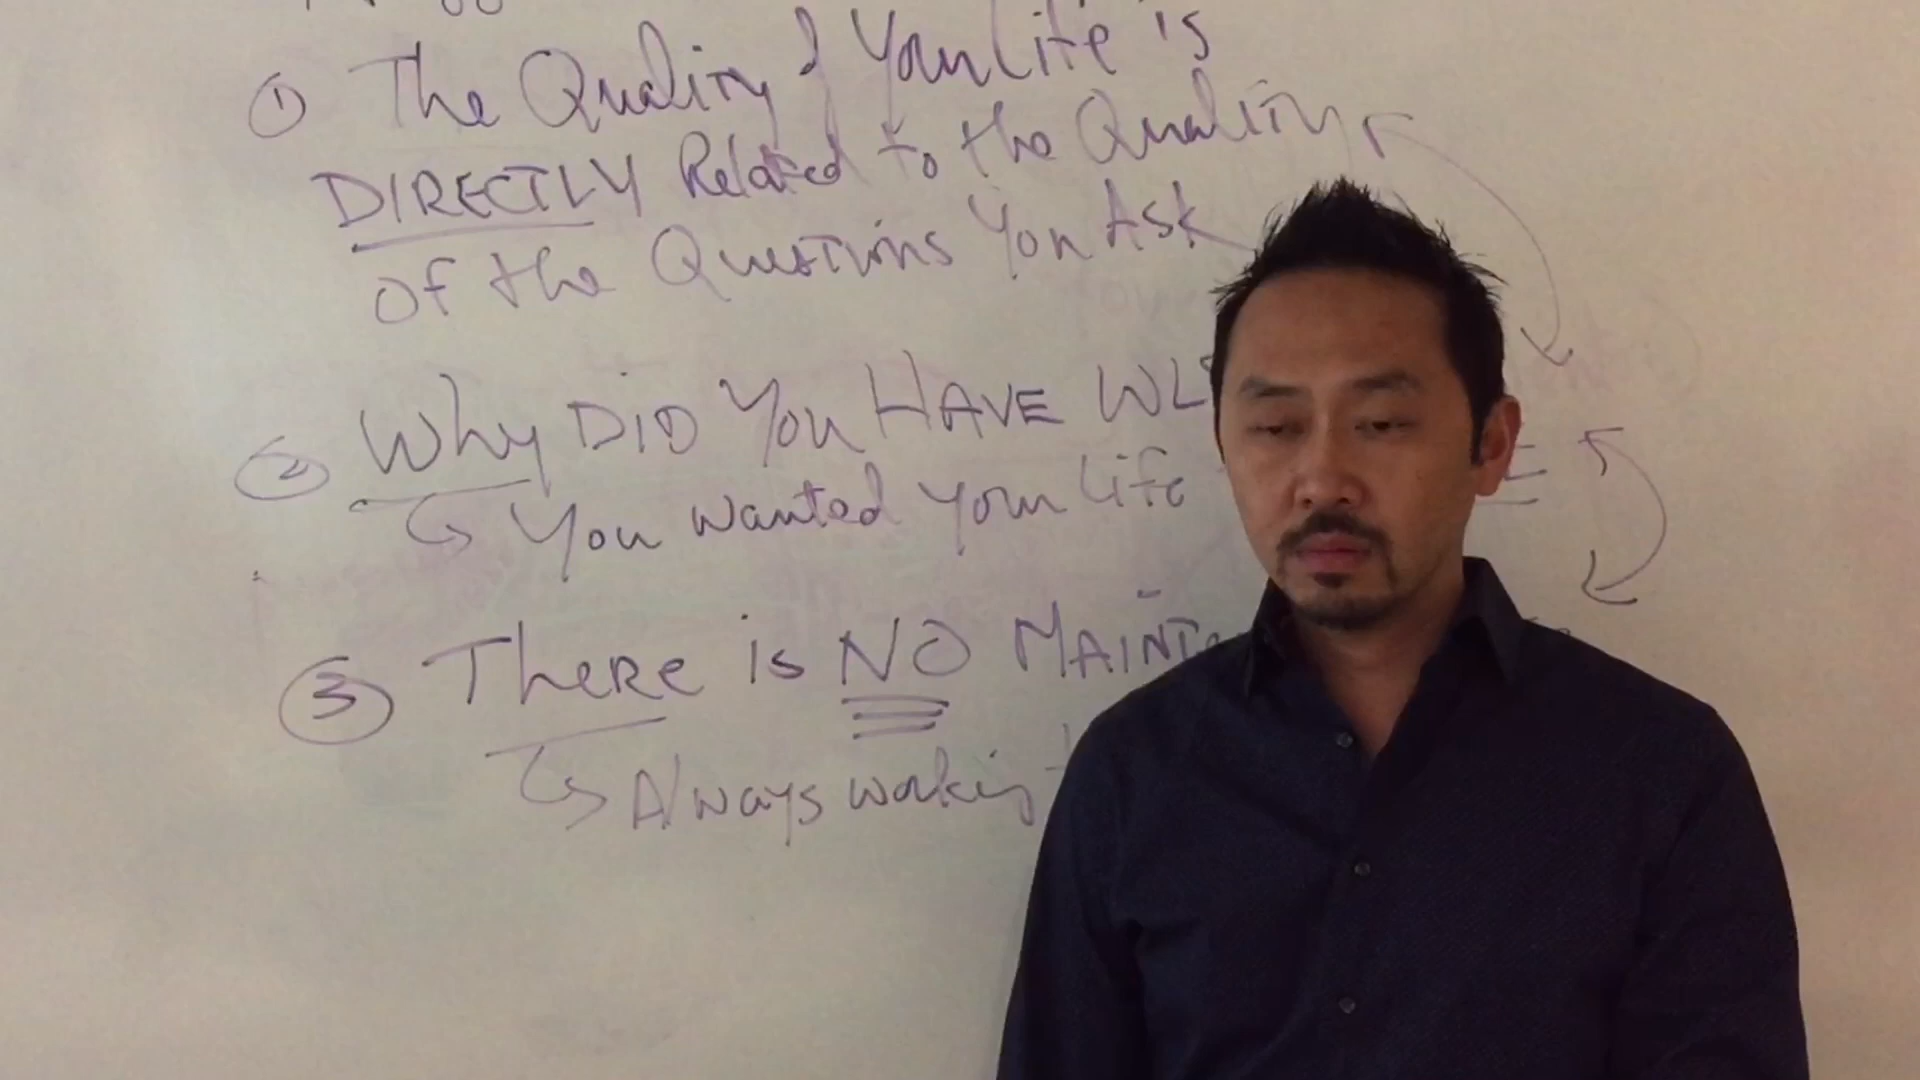 ① The Quality of Your Life is
DIRECTLY Related to the Quality
of the Questions You Ask
② Why DID You HAVE
You wanted your life
③ There is NO
Always working